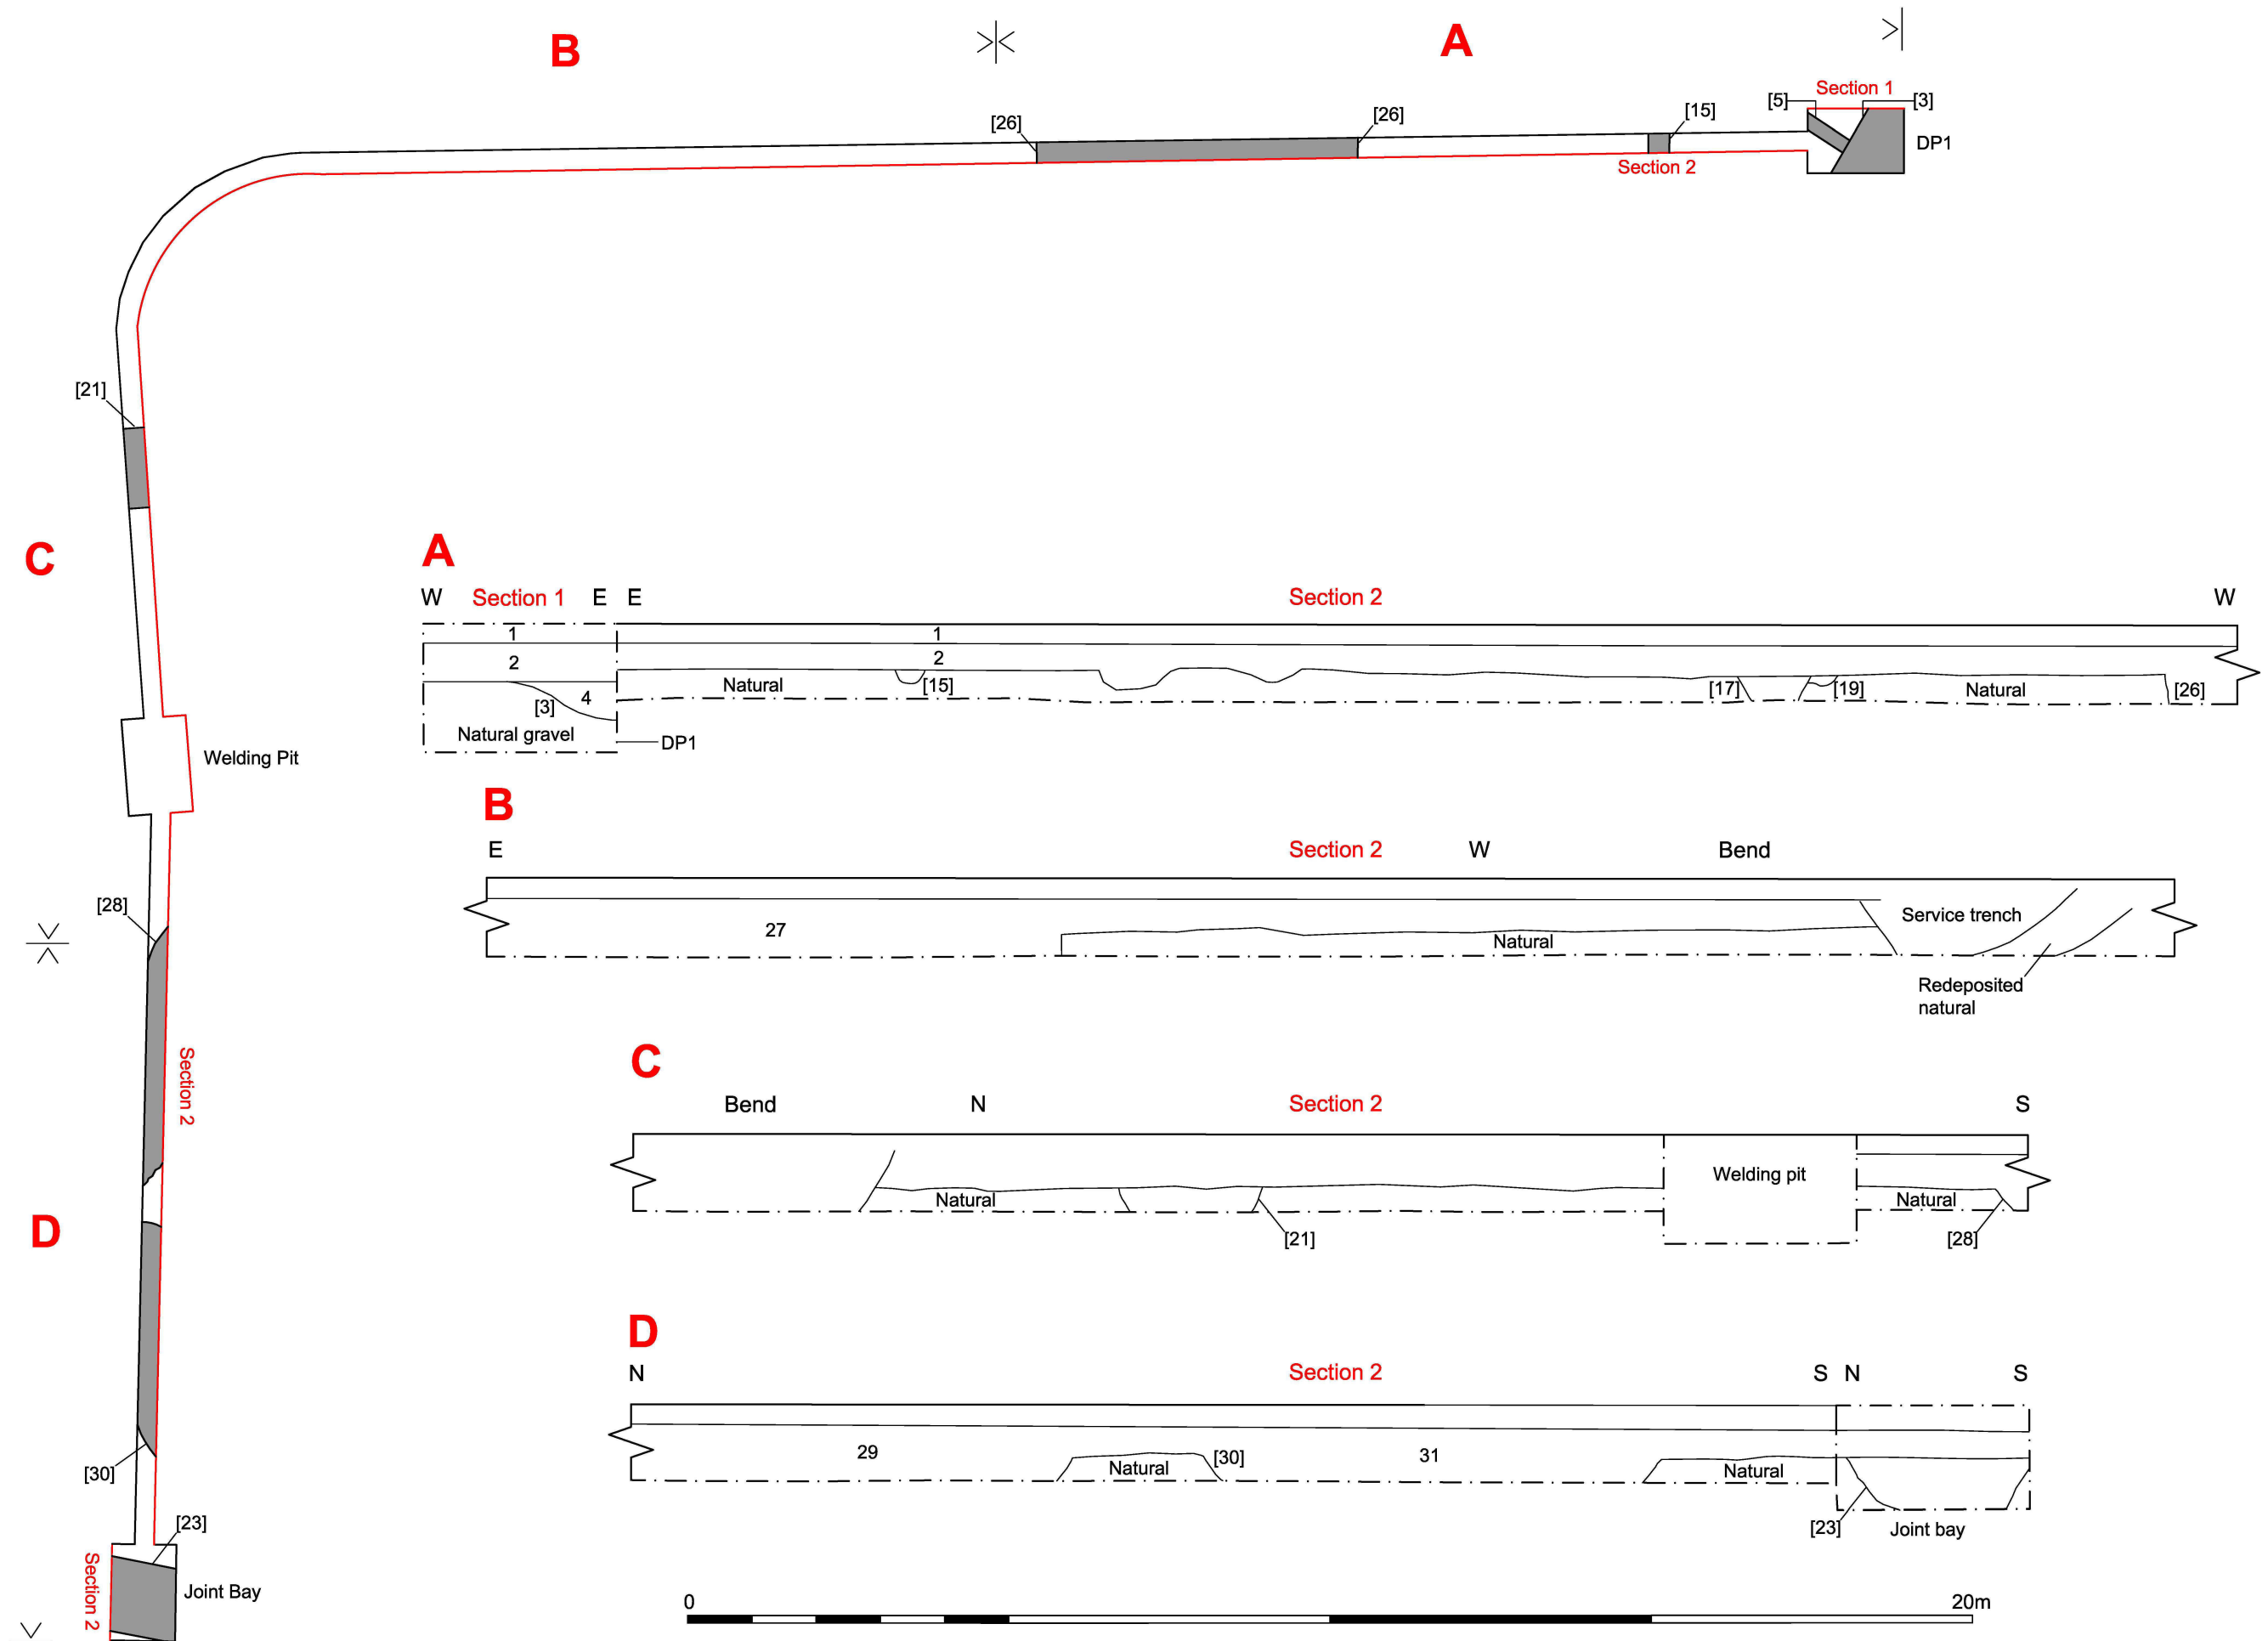 B
A
Section 1
[5]
[3]
[26]
[26]
[15]
DP1
Section 2
[21]
C
A
W Section 1 E E Section 2 W
1
1
2
2
Natural
[15]
[17]
[19]
Natural
[26]
4
[3]
Natural gravel
DP1
Welding Pit
B
E Section 2 W Bend
[28]
27
Service trench
Natural
Redeposited
natural
C
Section 2
Bend N Section 2 S
Welding pit
Natural
Natural
[21]
[28]
D
D
N Section 2 S N S
29
[30]
31
Natural
Natural
[30]
[23]
Joint bay
[23]
Section 2
Joint Bay
0
20m